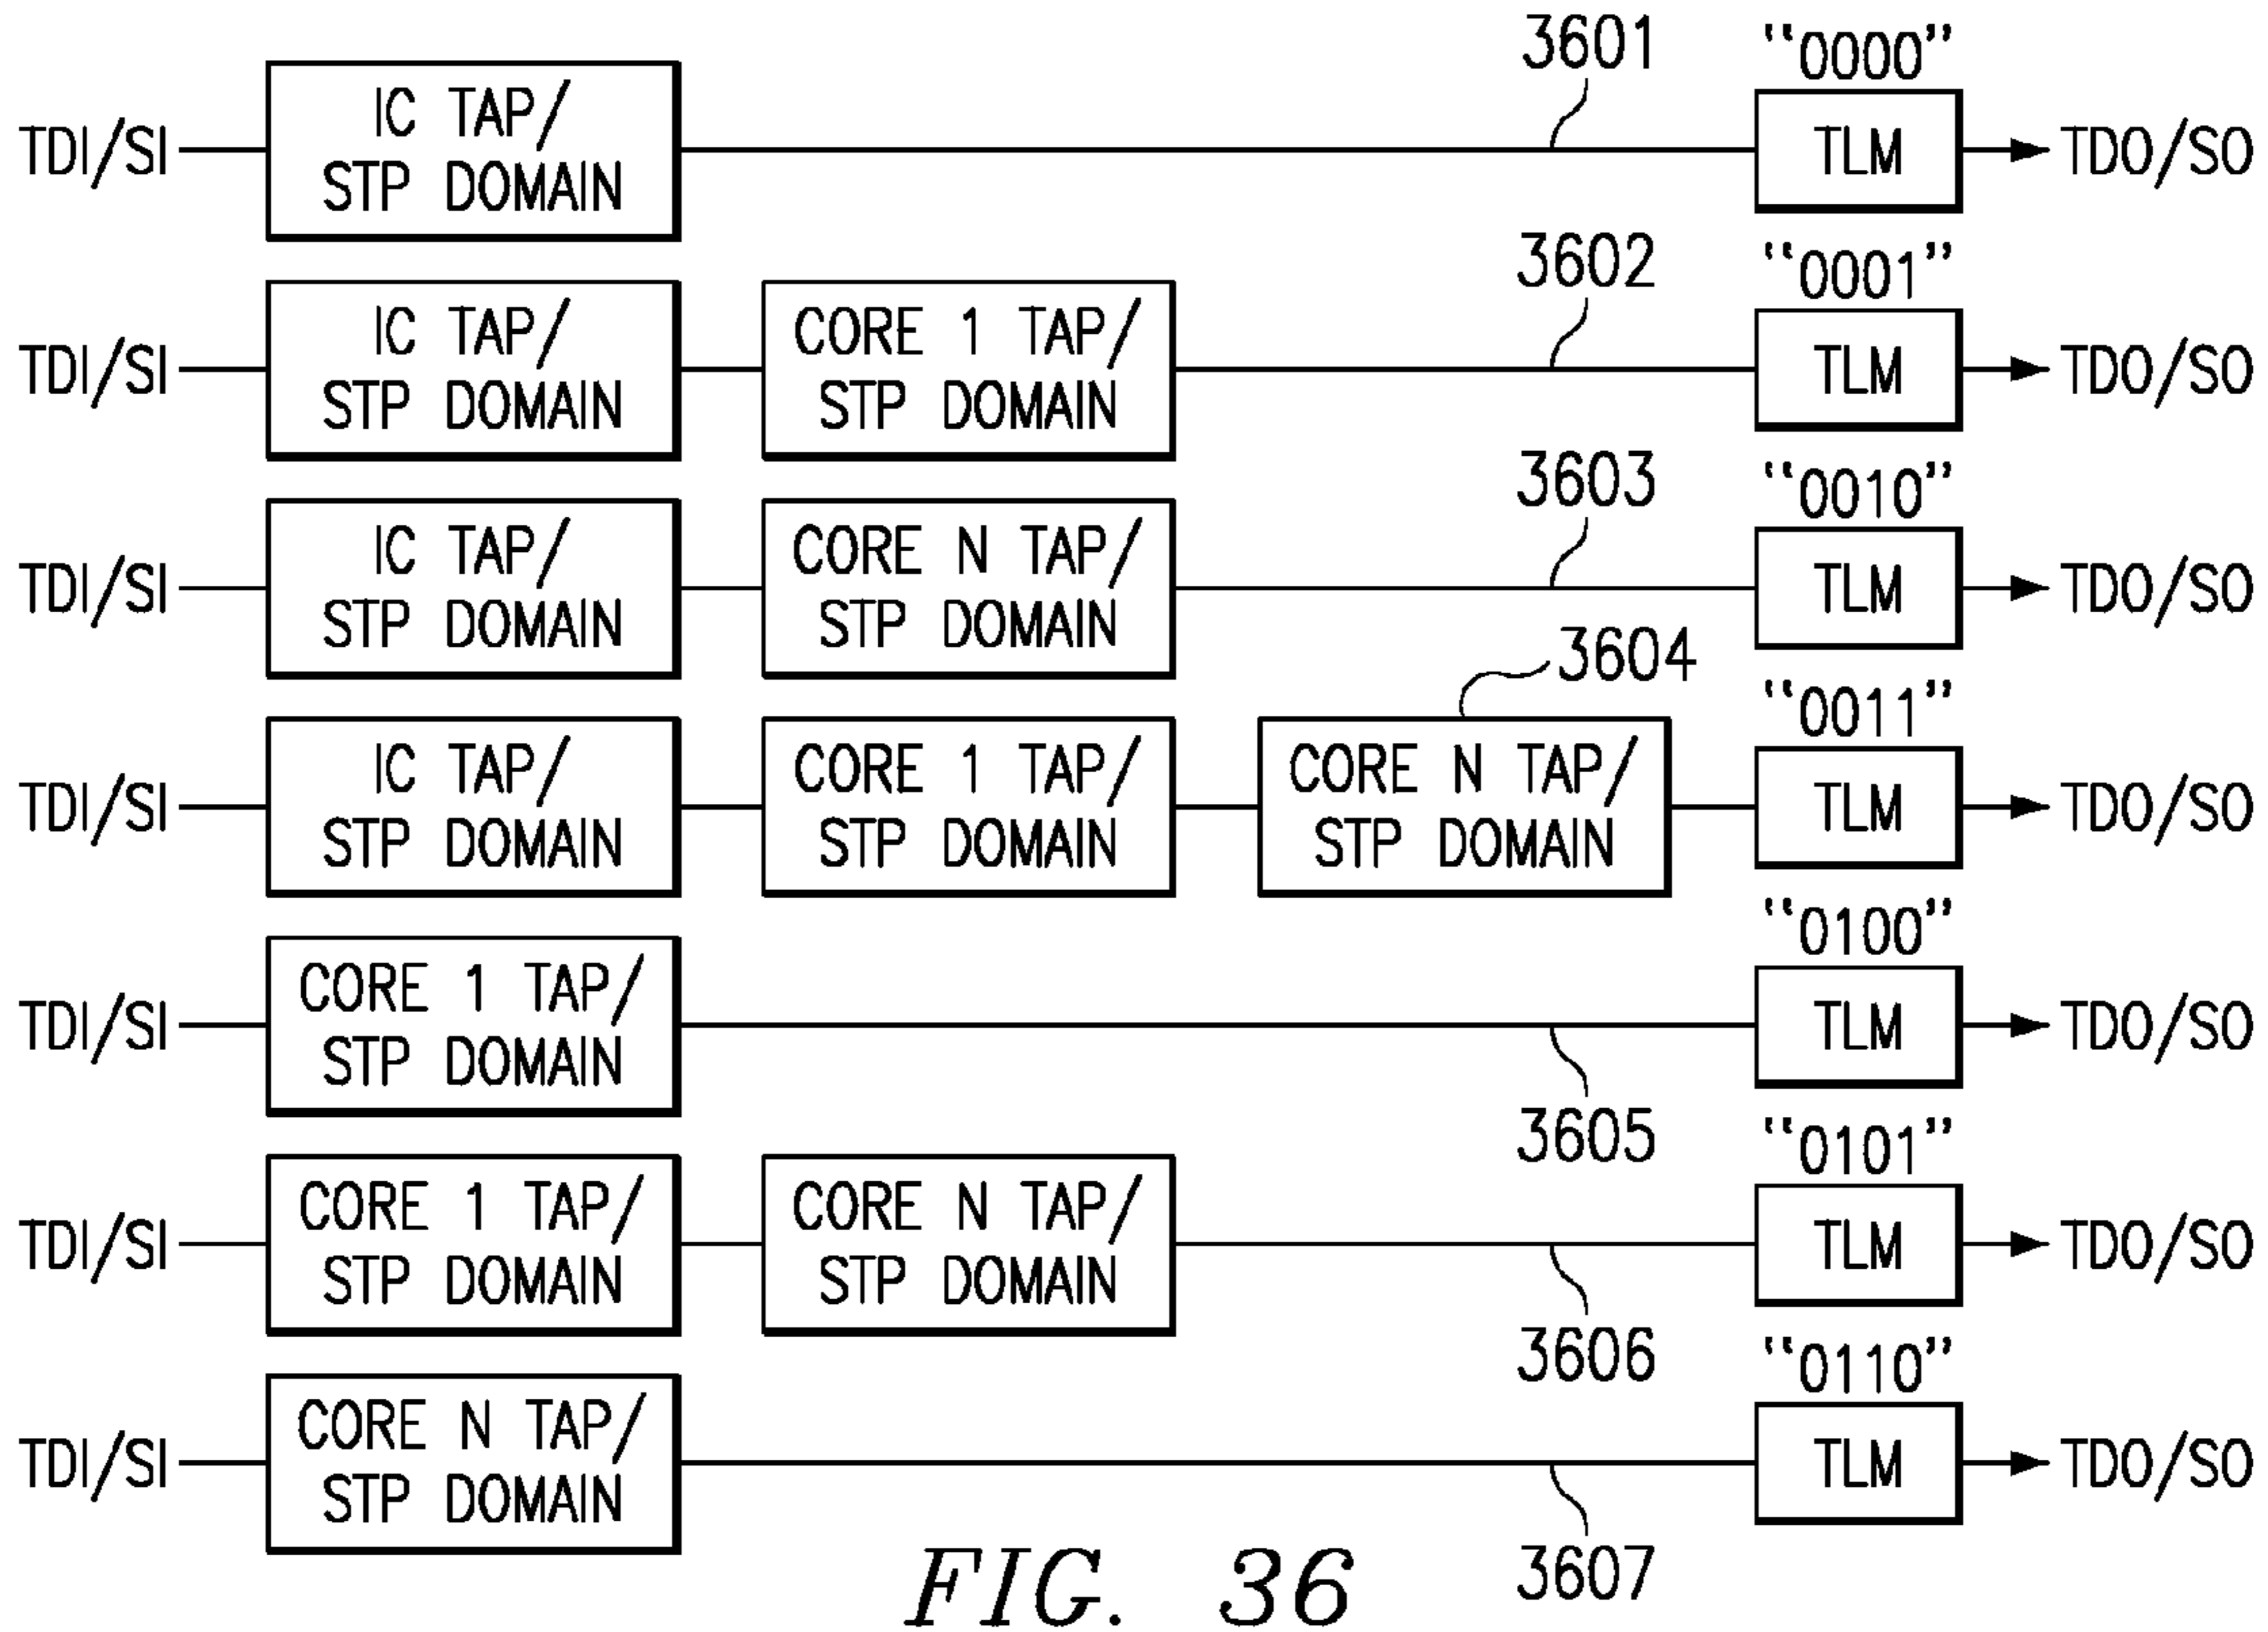 3601 "0000"
TDI/SI IC TAP/ STP DOMAIN TLM TDO/SO
3602 "0001"
TDI/SI IC TAP/ STP DOMAIN CORE 1 TAP/ STP DOMAIN TLM TDO/SO
3603 "0010"
TDI/SI IC TAP/ STP DOMAIN CORE N TAP/ STP DOMAIN TLM TDO/SO
3604 "0011"
TDI/SI IC TAP/ STP DOMAIN CORE 1 TAP/ STP DOMAIN CORE N TAP/ STP DOMAIN TLM TDO/SO
"0100"
TDI/SI CORE 1 TAP/ STP DOMAIN TLM TDO/SO
3605 "0101"
TDI/SI CORE 1 TAP/ STP DOMAIN CORE N TAP/ STP DOMAIN TLM TDO/SO
3606 "0110"
TDI/SI CORE N TAP/ STP DOMAIN TLM TDO/SO
3607
FIG. 36